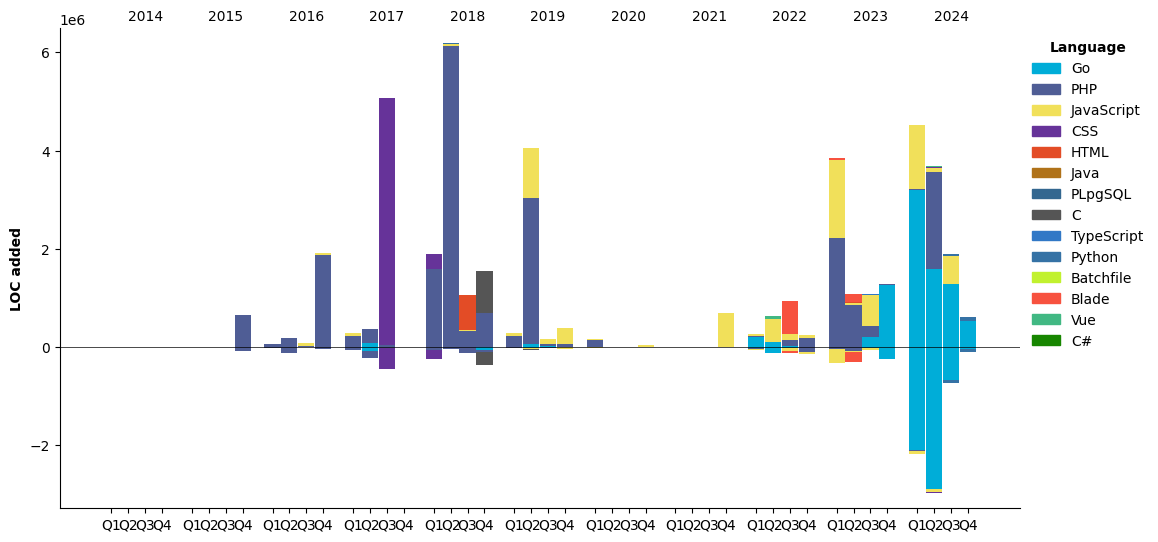 2014 2015 2016 2017 2018 2019 2020 2021 2022 2023 2024
1e6
6
4
2
0
−2
LOC added
Q1Q2Q3Q4 Q1Q2Q3Q4 Q1Q2Q3Q4 Q1Q2Q3Q4 Q1Q2Q3Q4 Q1Q2Q3Q4 Q1Q2Q3Q4 Q1Q2Q3Q4 Q1Q2Q3Q4 Q1Q2Q3Q4 Q1Q2Q3Q4
Language
Go
PHP
JavaScript
CSS
HTML
Java
PLpgSQL
C
TypeScript
Python
Batchfile
Blade
Vue
C#